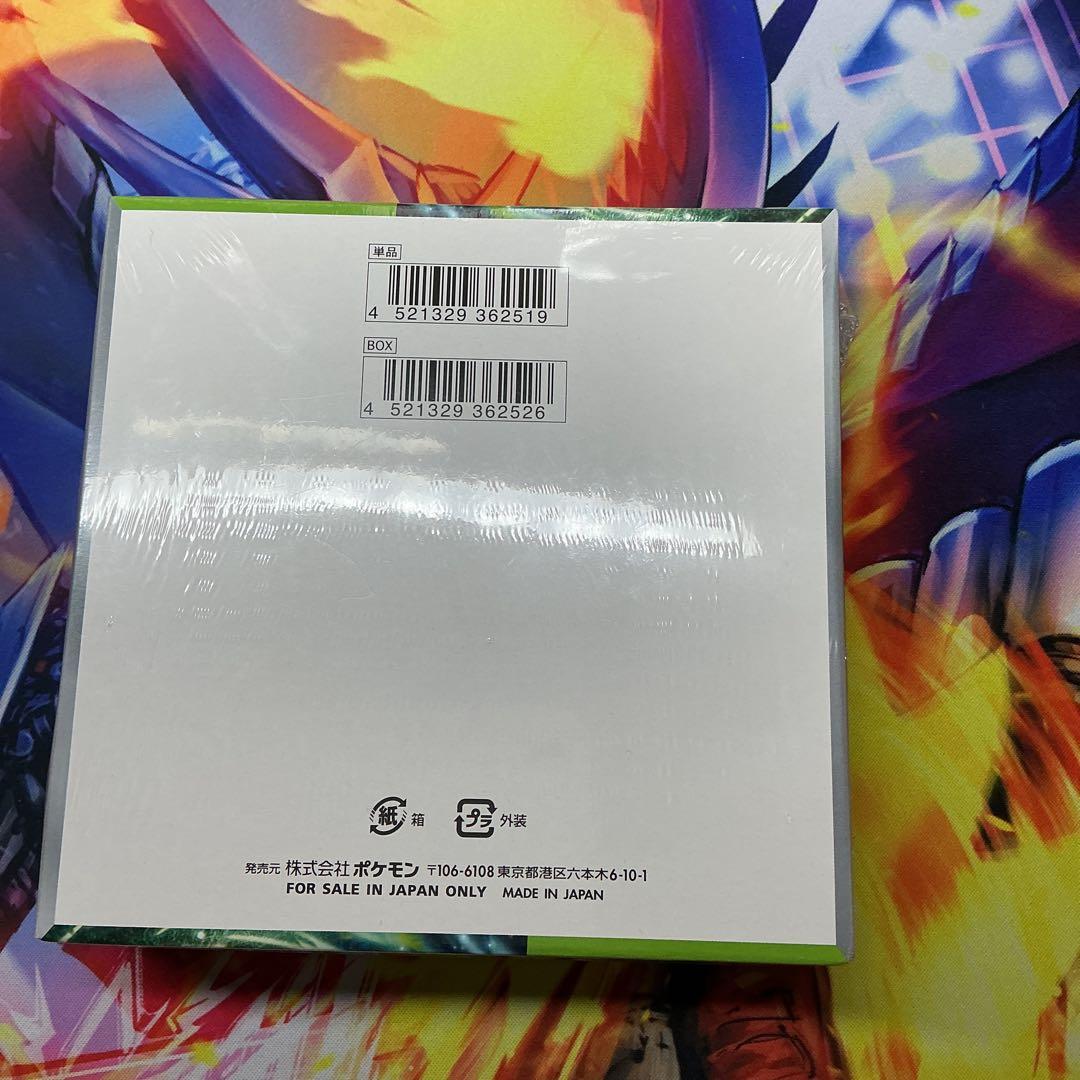 単品
4 521329 362519
BOX
4 521329 362526
紙 箱 プラ 外装
発売元 株式会社 ポケモン 〒106-6108 東京都港区六本木6-10-1
FOR SALE IN JAPAN ONLY MADE IN JAPAN